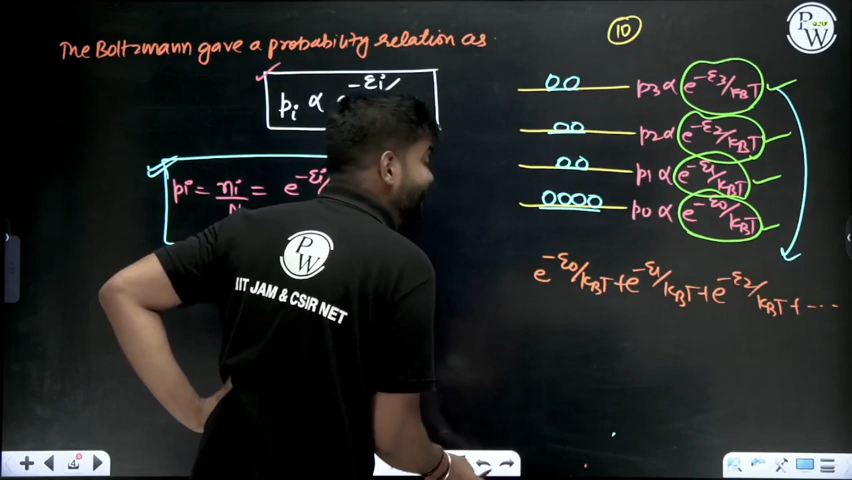 The Boltzmann gave a probability relation as
10
PW
pi ∝ e^-εi/
pi = ni/N = e^-εi/
p3 ∝ e^-ε3/kBT
p2 ∝ e^-ε2/kBT
p1 ∝ e^-ε1/kBT
p0 ∝ e^-ε0/kBT
e^-ε0/kBT + e^-ε1/kBT + e^-ε2/kBT + ....
PW
IIT JAM & CSIR NET